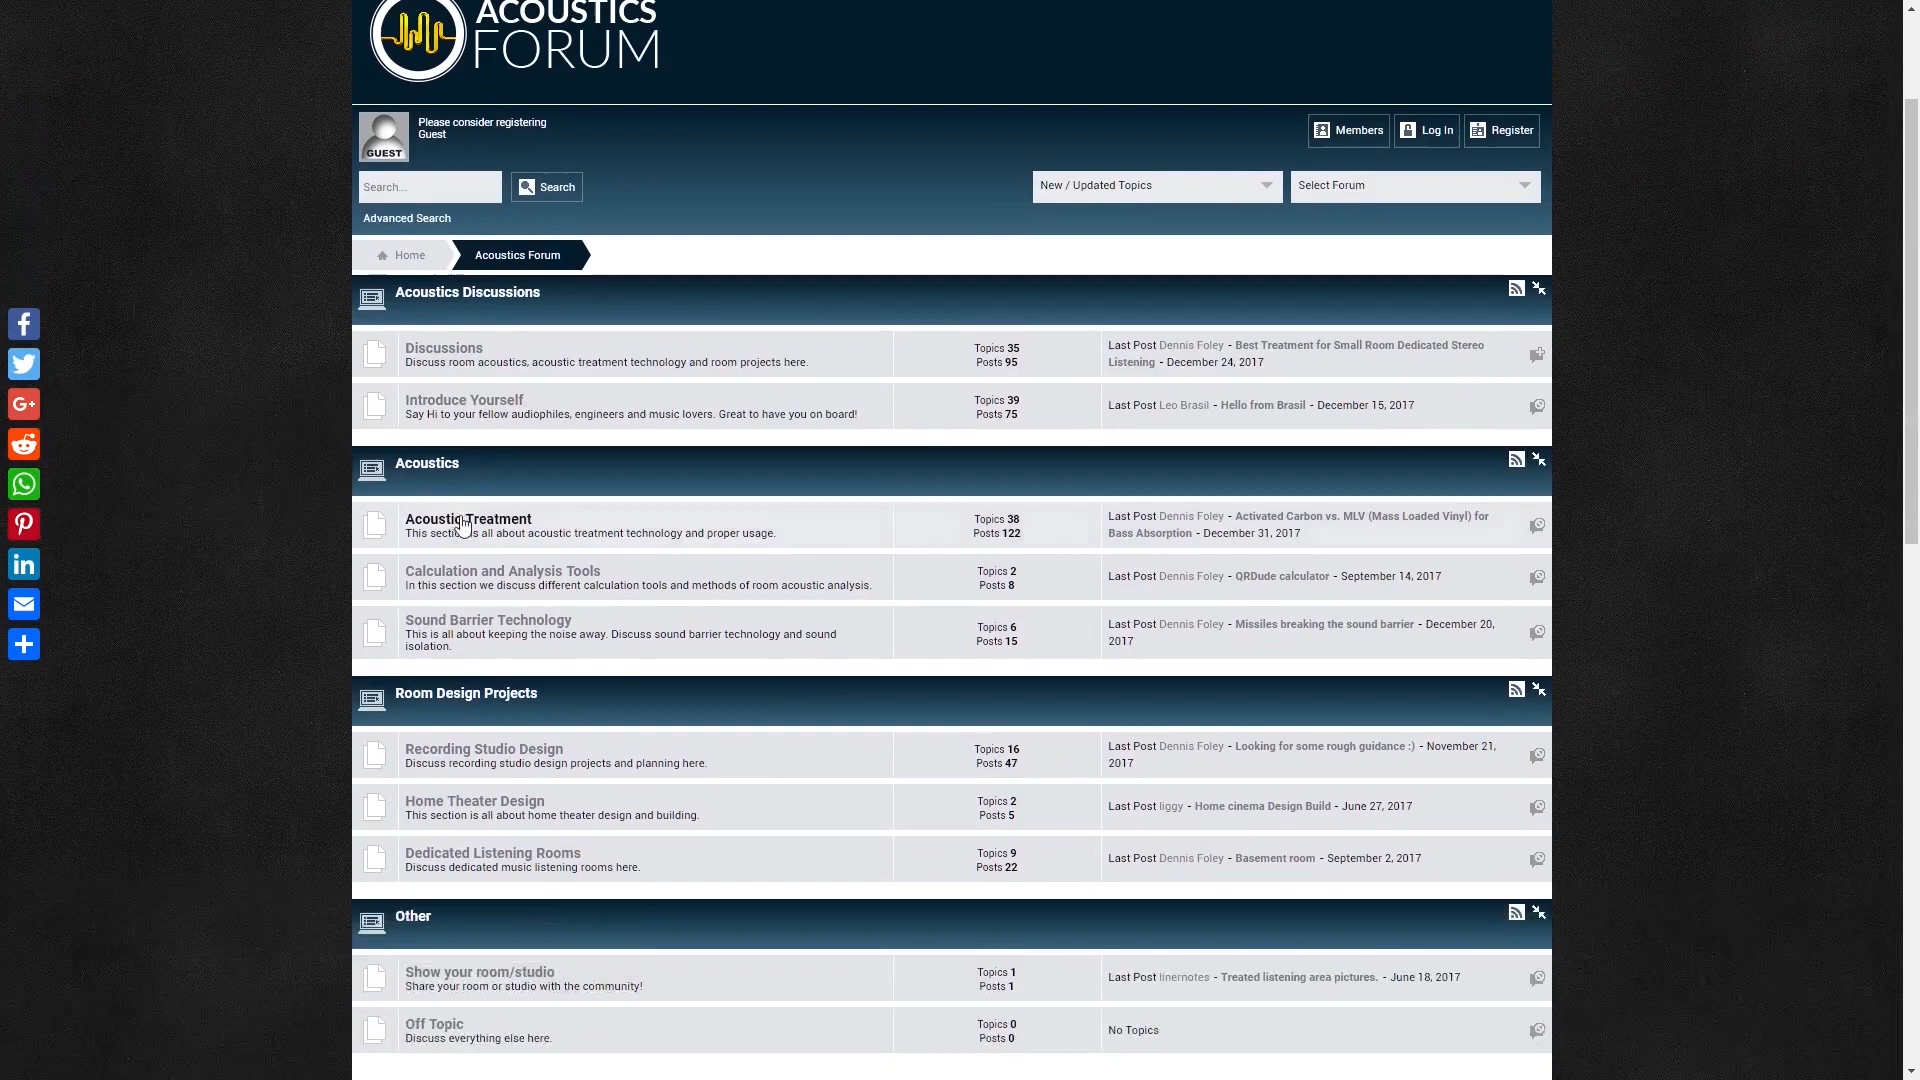 ACOUSTICS
FORUM
GUEST
Please consider registering
Guest
Members
Log In
Register
Search...
Search
New / Updated Topics
Select Forum
Advanced Search
Home
Acoustics Forum
Acoustics Discussions
Discussions
Discuss room acoustics, acoustic treatment technology and room projects here.
Topics 35
Posts 95
Last Post Dennis Foley - Best Treatment for Small Room Dedicated Stereo
Listening - December 24, 2017
Introduce Yourself
Say Hi to your fellow audiophiles, engineers and music lovers. Great to have you on board!
Topics 39
Posts 75
Last Post Leo Brasil - Hello from Brasil - December 15, 2017
Acoustics
Acoustic Treatment
This section is all about acoustic treatment technology and proper usage.
Topics 38
Posts 122
Last Post Dennis Foley - Activated Carbon vs. MLV (Mass Loaded Vinyl) for
Bass Absorption - December 31, 2017
Calculation and Analysis Tools
In this section we discuss different calculation tools and methods of room acoustic analysis.
Topics 2
Posts 8
Last Post Dennis Foley - QRDude calculator - September 14, 2017
Sound Barrier Technology
This is all about keeping the noise away. Discuss sound barrier technology and sound
isolation.
Topics 6
Posts 15
Last Post Dennis Foley - Missiles breaking the sound barrier - December 20,
2017
Room Design Projects
Recording Studio Design
Discuss recording studio design projects and planning here.
Topics 16
Posts 47
Last Post Dennis Foley - Looking for some rough guidance :) - November 21,
2017
Home Theater Design
This section is all about home theater design and building.
Topics 2
Posts 5
Last Post liggy - Home cinema Design Build - June 27, 2017
Dedicated Listening Rooms
Discuss dedicated music listening rooms here.
Topics 9
Posts 22
Last Post Dennis Foley - Basement room - September 2, 2017
Other
Show your room/studio
Share your room or studio with the community!
Topics 1
Posts 1
Last Post linernotes - Treated listening area pictures. - June 18, 2017
Off Topic
Discuss everything else here.
Topics 0
Posts 0
No Topics